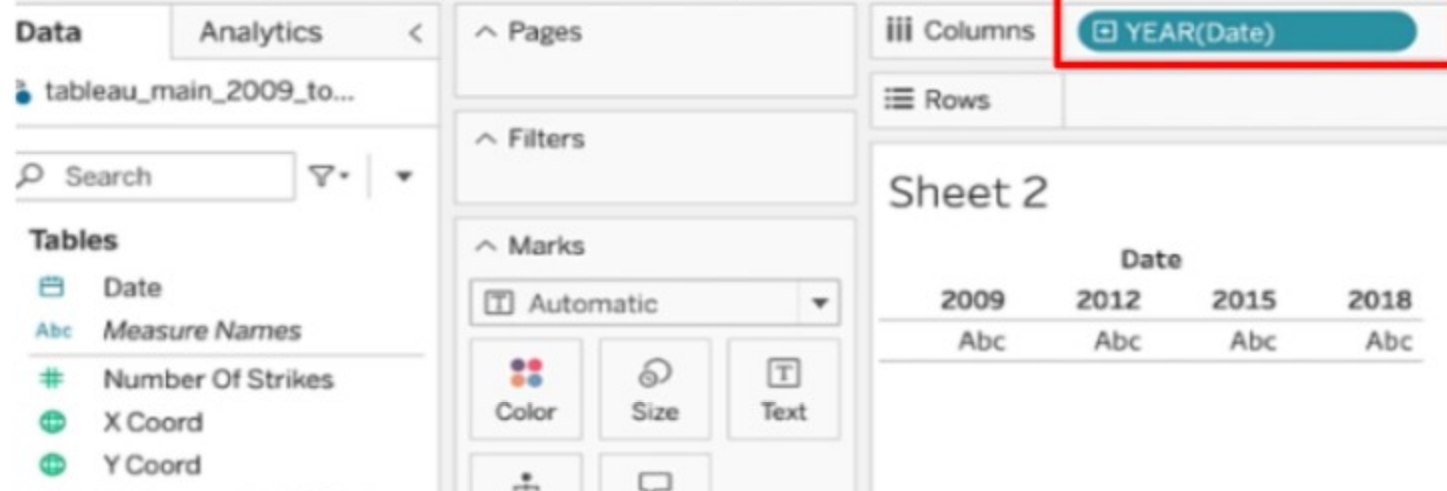 Data Analytics <
tableau_main_2009_to...
Search
Tables
Date
Abc Measure Names
Number Of Strikes
X Coord
Y Coord
Pages
Filters
Marks
T Automatic
Color Size T Text
Columns YEAR(Date)
Rows
Sheet 2
Date
2009 2012 2015 2018
Abc Abc Abc Abc